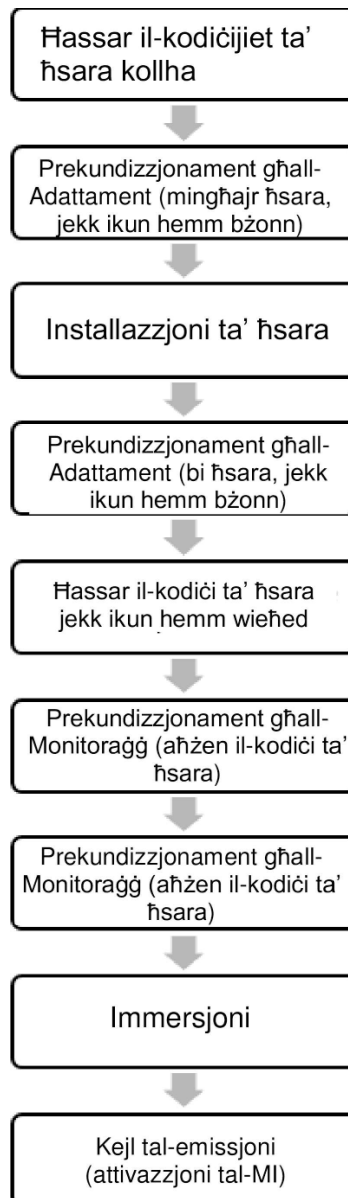 Ħassar il-kodiċijiet ta’
ħsara kollha
Prekundizzjonament għall-
Adattament (mingħajr ħsara,
jekk ikun hemm bżonn)
Installazzjoni ta’ ħsara
Prekundizzjonament għall-
Adattament (bi ħsara, jekk
ikun hemm bżonn)
Ħassar il-kodiċi ta’ ħsara
jekk ikun hemm wieħed
Prekundizzjonament għall-
Monitoraġġ (aħżen il-kodiċi ta’
ħsara)
Prekundizzjonament għall-
Monitoraġġ (aħżen il-kodiċi ta’
ħsara)
Immersjoni
Kejl tal-emissjoni
(attivazzjoni tal-MI)